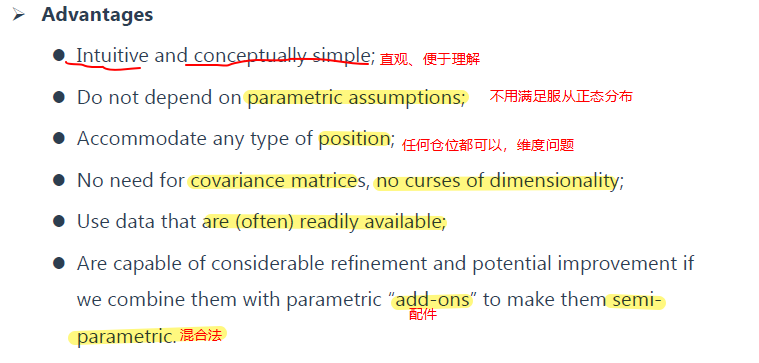 ➢ Advantages
● Intuitive and conceptually simple; 直观、便于理解
● Do not depend on parametric assumptions; 不用满足服从正态分布
● Accommodate any type of position; 任何仓位都可以，维度问题
● No need for covariance matrices, no curses of dimensionality;
● Use data that are (often) readily available;
● Are capable of considerable refinement and potential improvement if
we combine them with parametric “add-ons” to make them semi-
配件
parametric. 混合法